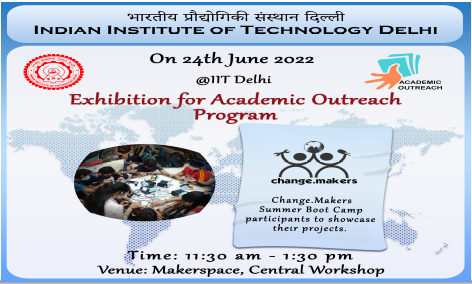 भारतीय प्रौद्योगिकी संस्थान दिल्ली
INDIAN INSTITUTE OF TECHNOLOGY DELHI
On 24th June 2022
@IIT Delhi
ACADEMIC
OUTREACH
Exhibition for Academic Outreach
Program
change.makers
Change.Makers
Summer Boot Camp
participants to showcase
their projects.
Time: 11:30 am - 1:30 pm
Venue: Makerspace, Central Workshop